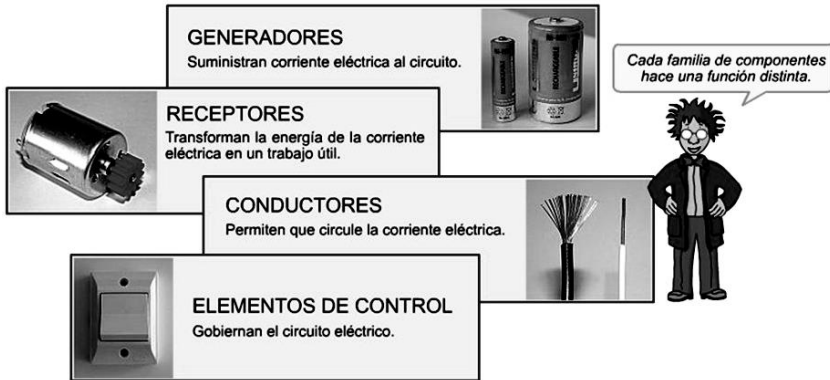 GENERADORES
Suministran corriente eléctrica al circuito.
Cada familia de componentes
hace una función distinta.
RECEPTORES
Transforman la energía de la corriente
eléctrica en un trabajo útil.
CONDUCTORES
Permiten que circule la corriente eléctrica.
ELEMENTOS DE CONTROL
Gobiernan el circuito eléctrico.